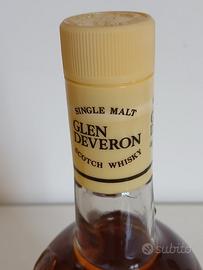 SINGLE MALT
GLEN
DEVERON
SCOTCH WHISKY
subito